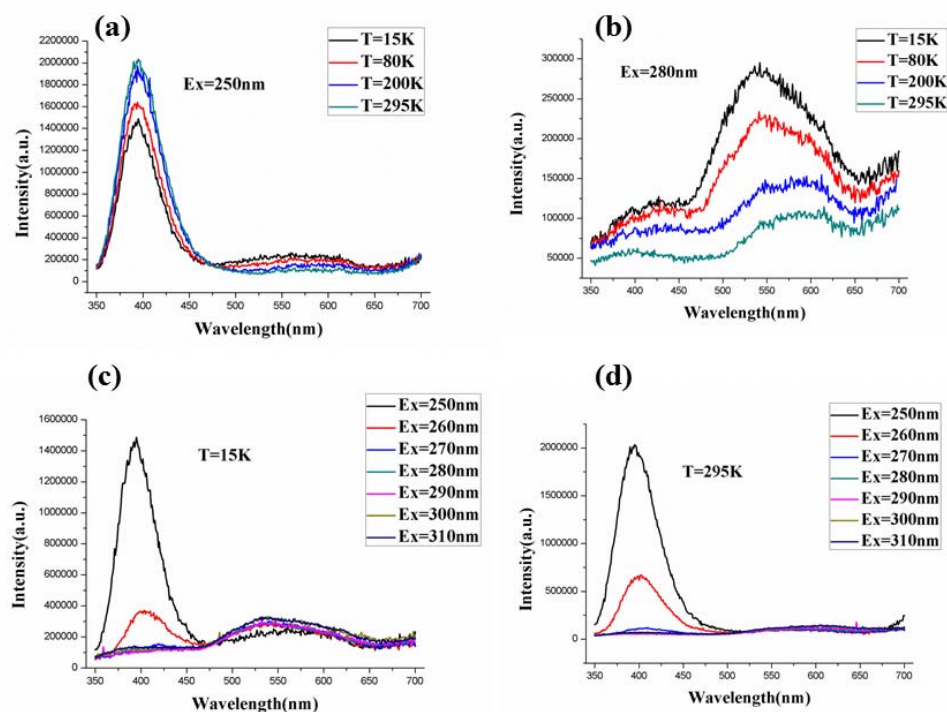 (a)
2200000
2000000
1800000
1600000
1400000
1200000
1000000
800000
600000
400000
200000
0
Intensity(a.u.)
Ex=250nm
T=15K
T=80K
T=200K
T=295K
350 400 450 500 550 600 650 700
Wavelength(nm)
(b)
300000
250000
200000
150000
100000
50000
Intensity(a.u.)
Ex=280nm
T=15K
T=80K
T=200K
T=295K
350 400 450 500 550 600 650 700
Wavelength(nm)
(c)
1600000
1400000
1200000
1000000
800000
600000
400000
200000
0
Intensity(a.u.)
T=15K
Ex=250nm
Ex=260nm
Ex=270nm
Ex=280nm
Ex=290nm
Ex=300nm
Ex=310nm
350 400 450 500 550 600 650 700
Wavelength(nm)
(d)
2000000
1500000
1000000
500000
0
Intensity(a.u.)
T=295K
Ex=250nm
Ex=260nm
Ex=270nm
Ex=280nm
Ex=290nm
Ex=300nm
Ex=310nm
350 400 450 500 550 600 650 700
Wavelength(nm)